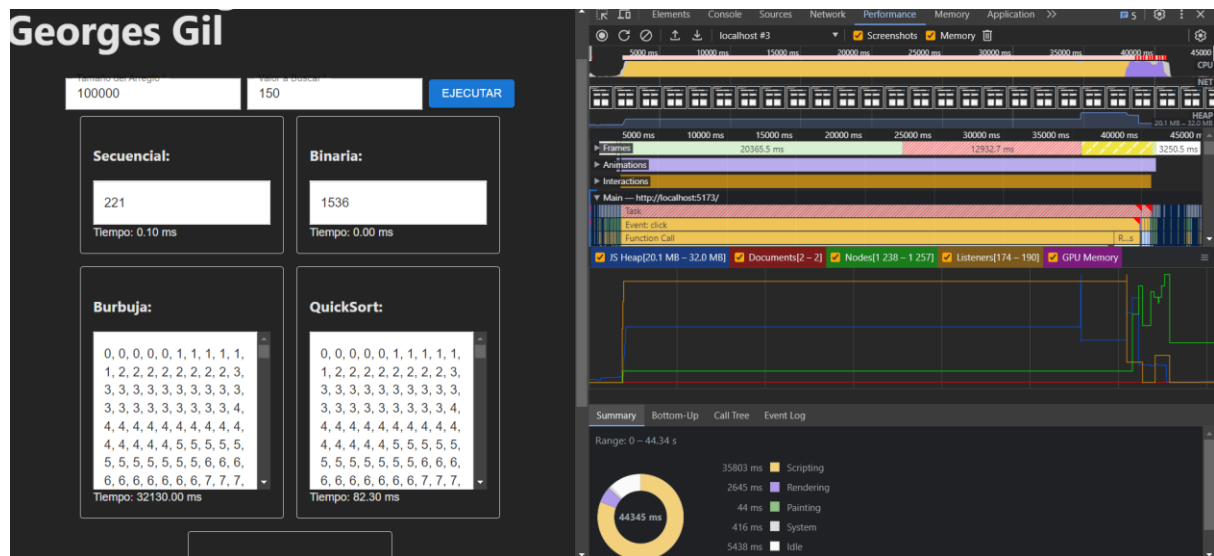 Georges Gil
Tamaño del Arreglo
100000
Valor a Buscar
150
EJECUTAR
Secuencial:
221
Tiempo: 0.10 ms
Binaria:
1536
Tiempo: 0.00 ms
Burbuja:
0, 0, 0, 0, 0, 1, 1, 1, 1, 1,
1, 2, 2, 2, 2, 2, 2, 2, 2, 3,
3, 3, 3, 3, 3, 3, 3, 3, 3, 3,
3, 3, 3, 3, 3, 3, 3, 3, 3, 4,
4, 4, 4, 4, 4, 4, 4, 4, 4, 4,
4, 4, 4, 4, 4, 5, 5, 5, 5, 5,
5, 5, 5, 5, 5, 5, 5, 6, 6, 6,
6, 6, 6, 6, 6, 6, 6, 7, 7, 7,
Tiempo: 32130.00 ms
QuickSort:
0, 0, 0, 0, 0, 1, 1, 1, 1, 1,
1, 2, 2, 2, 2, 2, 2, 2, 2, 3,
3, 3, 3, 3, 3, 3, 3, 3, 3, 3,
3, 3, 3, 3, 3, 3, 3, 3, 3, 4,
4, 4, 4, 4, 4, 4, 4, 4, 4, 4,
4, 4, 4, 4, 4, 5, 5, 5, 5, 5,
5, 5, 5, 5, 5, 5, 5, 6, 6, 6,
6, 6, 6, 6, 6, 6, 6, 7, 7, 7,
Tiempo: 82.30 ms
Elements Console Sources Network Performance Memory Application 5
localhost #3 Screenshots Memory
5000 ms 10000 ms 15000 ms 20000 ms 25000 ms 30000 ms 35000 ms 40000 ms 45000
CPU
NET
HEAP
20.1 MB – 32.0 MB
5000 ms 10000 ms 15000 ms 20000 ms 25000 ms 30000 ms 35000 ms 40000 ms 45000 m
Frames 20365.5 ms 12932.7 ms 3250.5 ms
Animations
Interactions
Main — http://localhost:5173/
Task
Event: click
Function Call R...s
JS Heap[20.1 MB – 32.0 MB] Documents[2 – 2] Nodes[1 238 – 1 257] Listeners[174 – 190] GPU Memory
Summary Bottom-Up Call Tree Event Log
Range: 0 – 44.34 s
44345 ms
35803 ms Scripting
2645 ms Rendering
44 ms Painting
416 ms System
5438 ms Idle